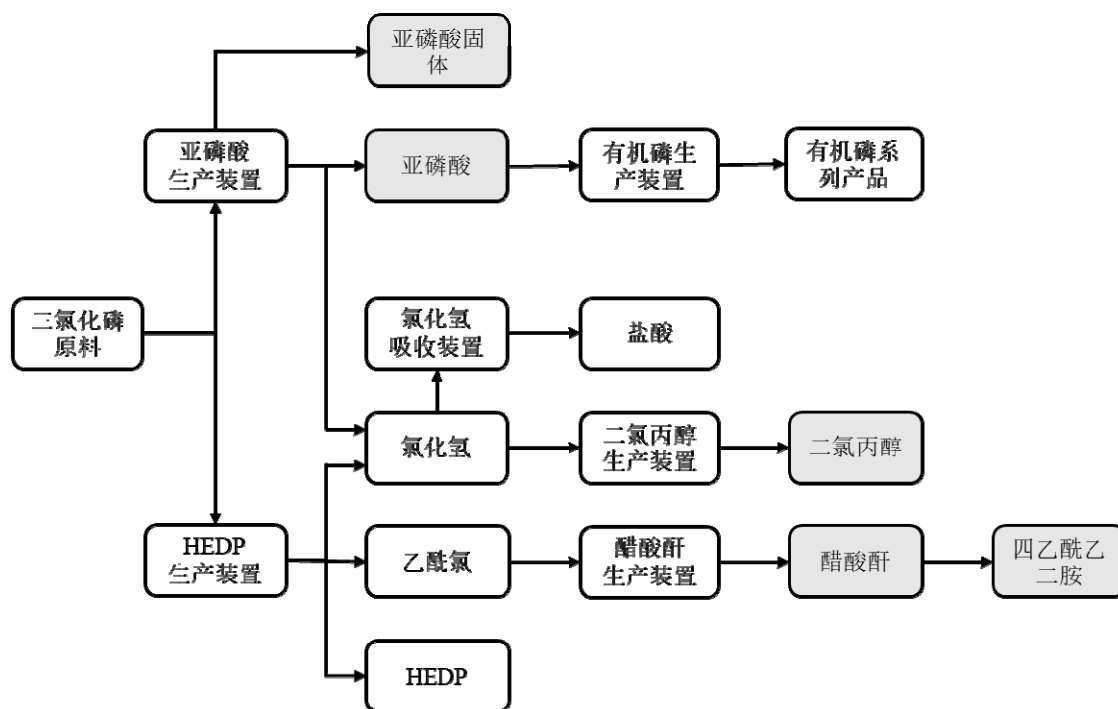 亚磷酸固
体
亚磷酸
生产装置
亚磷酸
有机磷生
产装置
有机磷系
列产品
三氯化磷
原料
氯化氢
吸收装置
盐酸
氯化氢
二氯丙醇
生产装置
二氯丙醇
HEDP
生产装置
乙酰氯
醋酸酐
生产装置
醋酸酐
四乙酰乙
二胺
HEDP